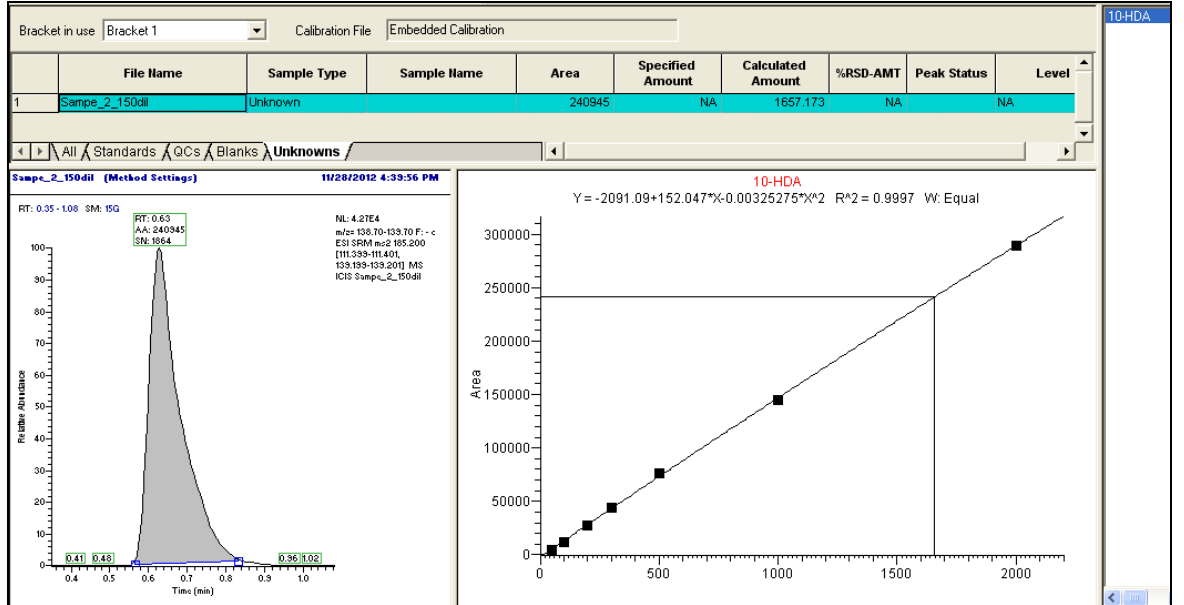 Bracket in use Bracket 1 Calibration File Embedded Calibration 10-HDA
File Name Sample Type Sample Name Area Specified Amount Calculated Amount %RSD-AMT Peak Status Level
1 Sampe_2_150dil Unknown 240945 NA 1657.173 NA NA
All Standards QCs Blanks Unknowns
Sampe_2_150dil (Method Settings) 11/28/2012 4:39:56 PM
RT: 0.35 - 1.08 SM: 15G
RT: 0.63
AA: 240945
SN: 1864
NL: 4.27E4
m/z= 138.70-139.70 F: - c
ESI SRM ms2 185.200
[111.399-111.401,
139.199-139.201] MS
ICIS Sampe_2_150dil
100
90
80
70
60
50
40
30
20
10
0
Relative Abundance
0.41 0.48 0.96 1.02
0.4 0.5 0.6 0.7 0.8 0.9 1.0
Time (min)
10-HDA
Y = -2091.09+152.047*X-0.00325275*X^2 R^2 = 0.9997 W: Equal
300000
250000
200000
150000
100000
50000
0
Area
0 500 1000 1500 2000